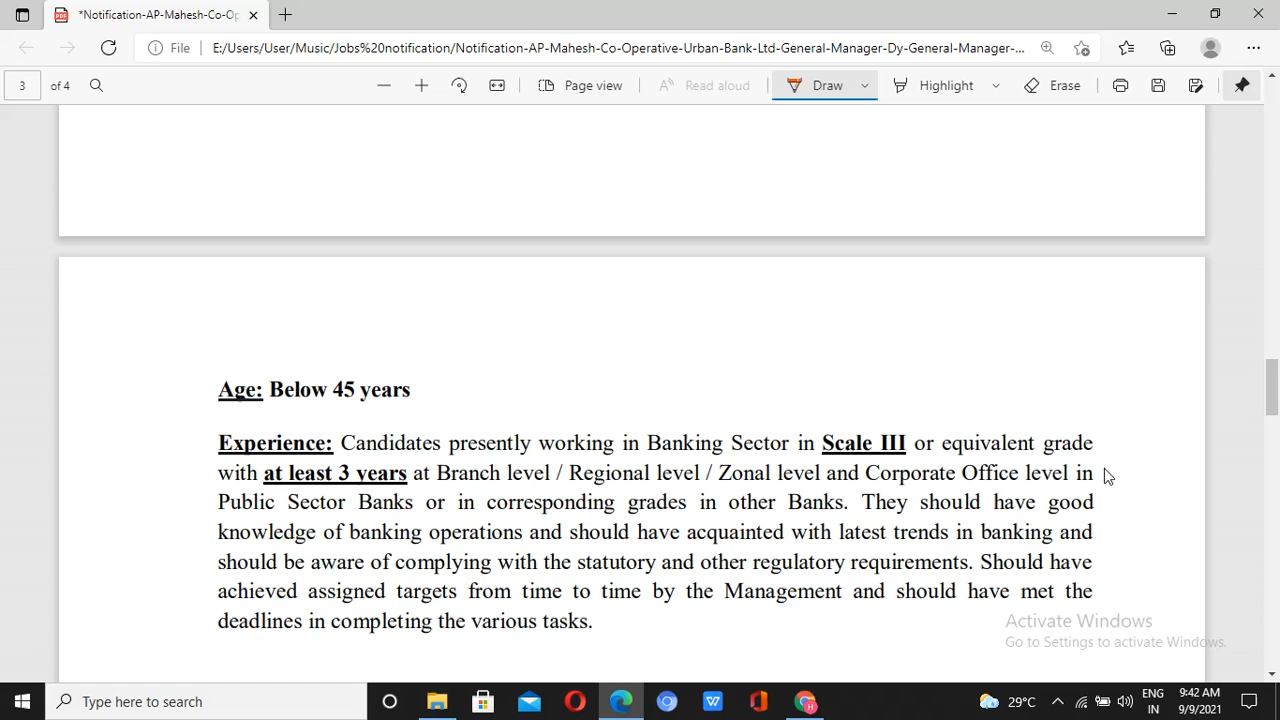 *Notification-AP-Mahesh-Co-Op
File
E:/Users/User/Music/Jobs%20notification/Notification-AP-Mahesh-Co-Operative-Urban-Bank-Ltd-General-Manager-Dy-General-Manager-...
3 of 4
Page view
Read aloud
Draw
Highlight
Erase
Age: Below 45 years
Experience: Candidates presently working in Banking Sector in Scale III or equivalent grade
with at least 3 years at Branch level / Regional level / Zonal level and Corporate Office level in
Public Sector Banks or in corresponding grades in other Banks. They should have good
knowledge of banking operations and should have acquainted with latest trends in banking and
should be aware of complying with the statutory and other regulatory requirements. Should have
achieved assigned targets from time to time by the Management and should have met the
deadlines in completing the various tasks.
Activate Windows
Go to Settings to activate Windows.
Type here to search
29°C
ENG
IN
9:42 AM
9/9/2021